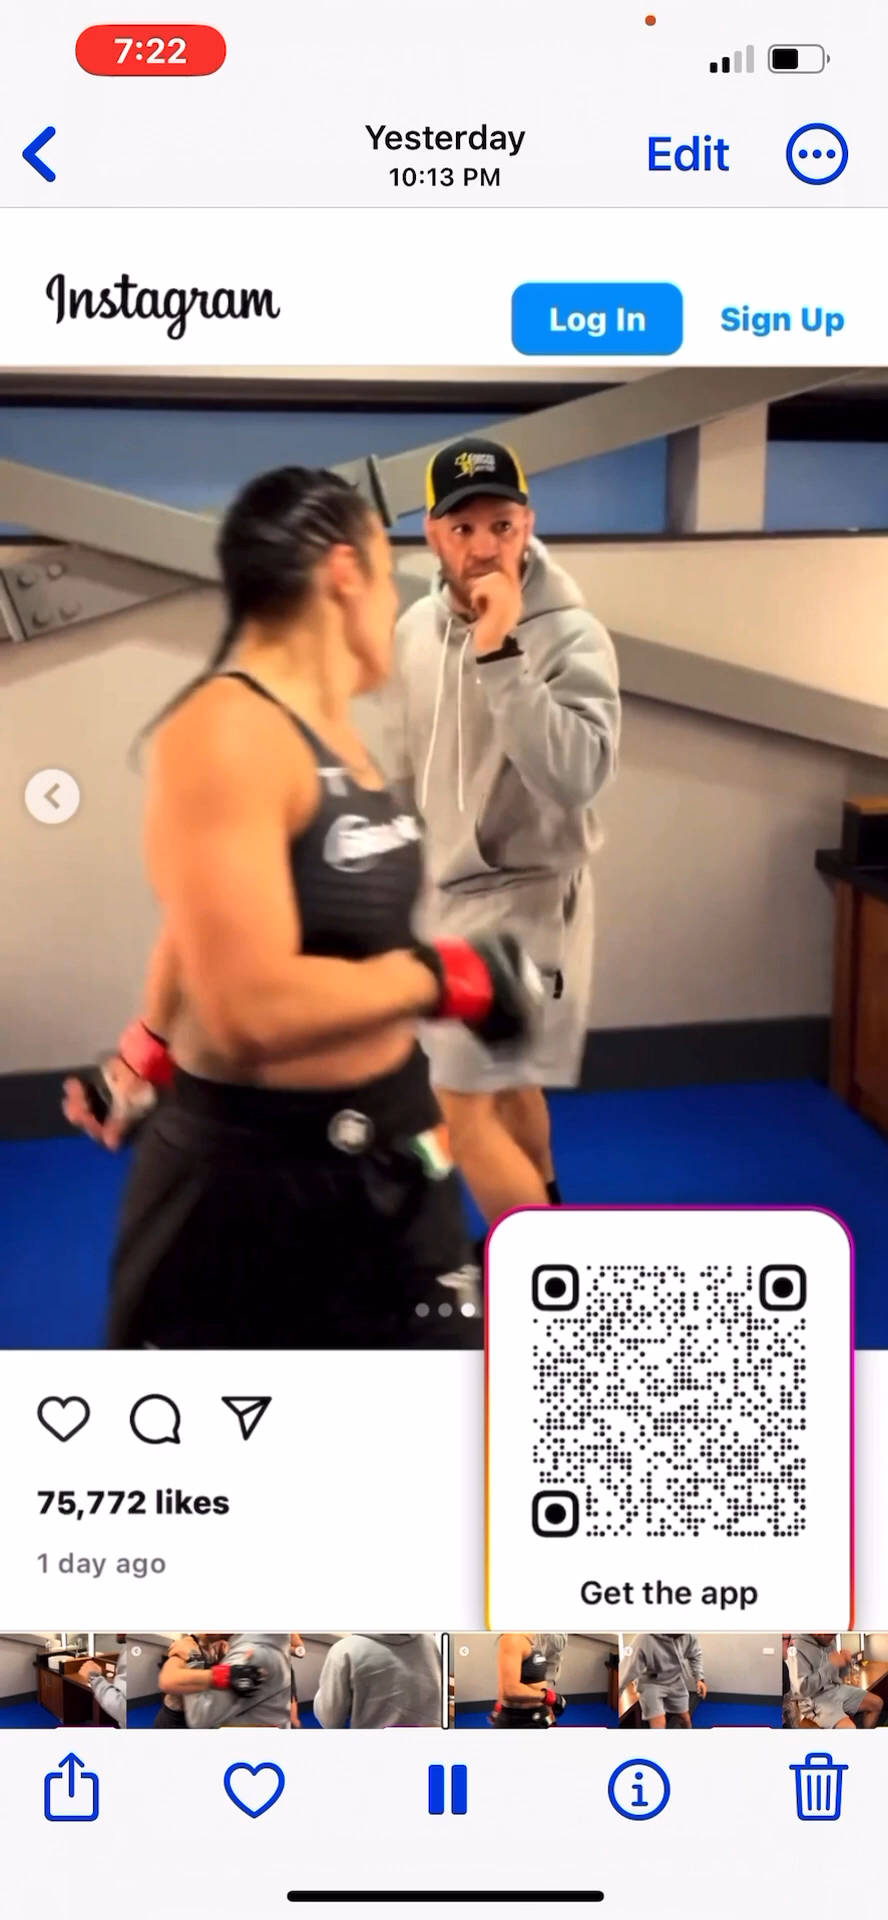 7:22
Yesterday
10:13 PM
Edit
Instagram
Log In
Sign Up
75,772 likes
1 day ago
Get the app